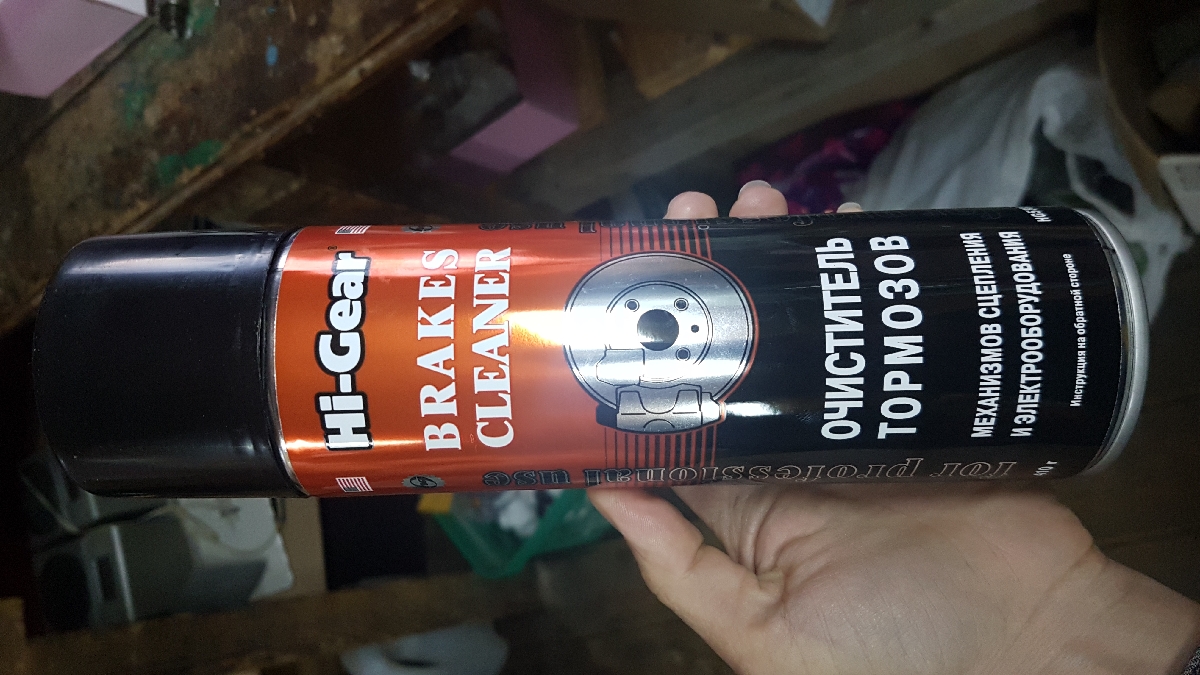 Hi-Gear®
BRAKES
CLEANER
for professional use
ОЧИСТИТЕЛЬ
ТОРМОЗОВ
МЕХАНИЗМОВ СЦЕПЛЕНИЯ
И ЭЛЕКТРООБОРУДОВАНИЯ
Инструкция на обратной стороне